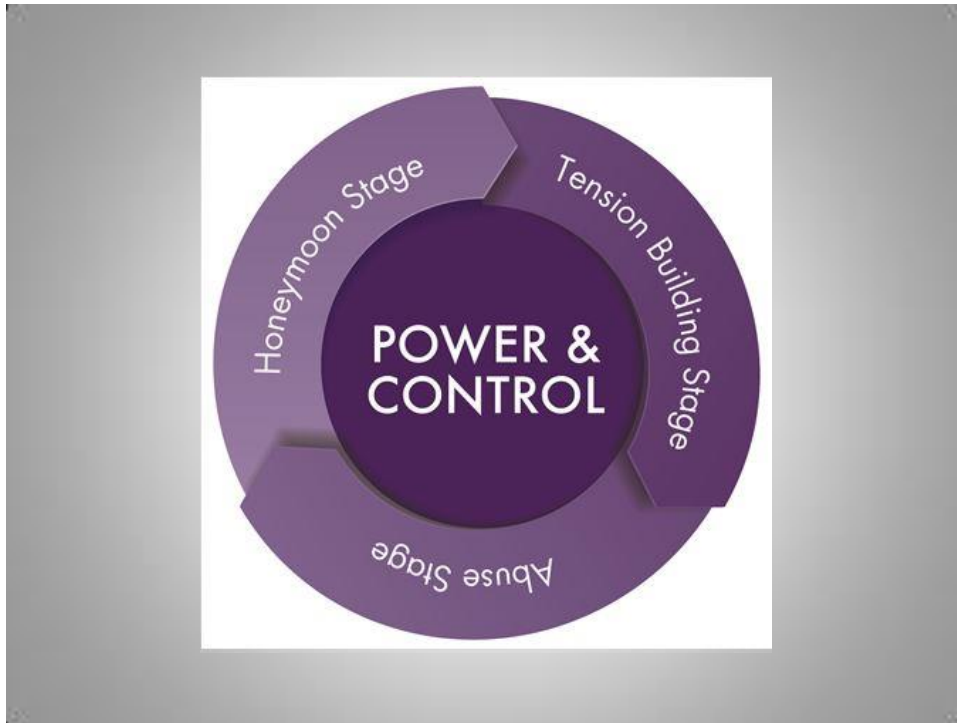 Honeymoon Stage
Tension Building Stage
POWER &
CONTROL
Abuse Stage